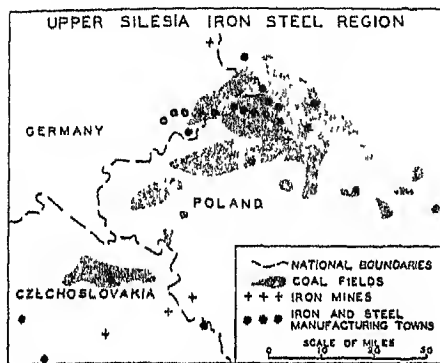 UPPER SILESIA IRON STEEL REGION
GERMANY
POLAND
CZECHOSLOVAKIA
NATIONAL BOUNDARIES
COAL FIELDS
IRON MINES
IRON AND STEEL
MANUFACTURING TOWNS
SCALE OF MILES
0 10 20 30